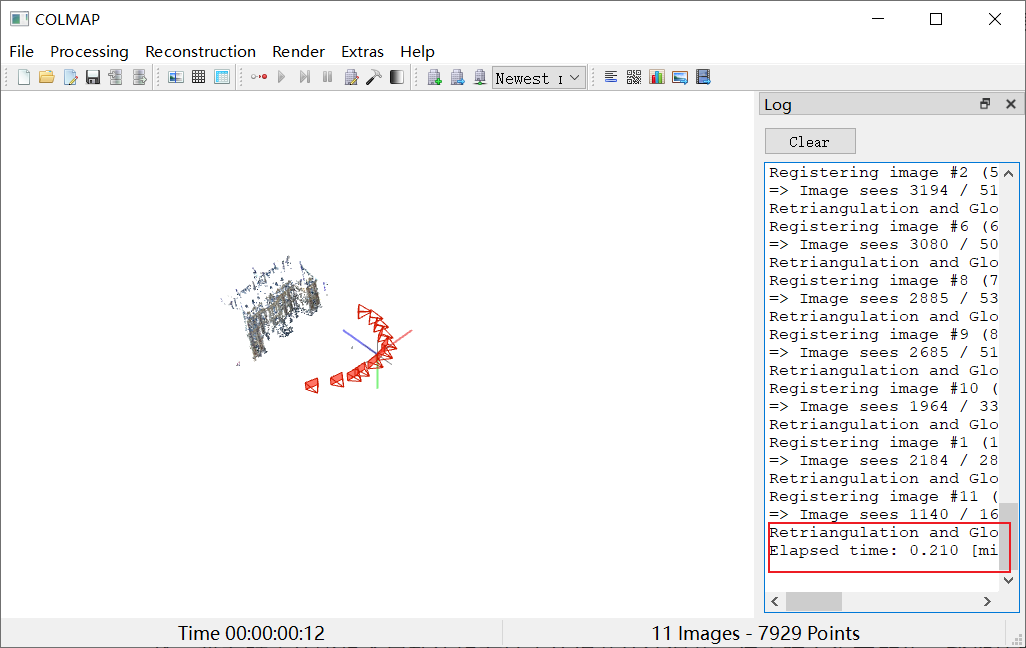 COLMAP
File Processing Reconstruction Render Extras Help
Newest
Log
Clear
Registering image #2 (5
=> Image sees 3194 / 51
Retriangulation and Glo
Registering image #6 (6
=> Image sees 3080 / 50
Retriangulation and Glo
Registering image #8 (7
=> Image sees 2885 / 53
Retriangulation and Glo
Registering image #9 (8
=> Image sees 2685 / 51
Retriangulation and Glo
Registering image #10 (
=> Image sees 1964 / 33
Retriangulation and Glo
Registering image #1 (1
=> Image sees 2184 / 28
Retriangulation and Glo
Registering image #11 (
=> Image sees 1140 / 16
Retriangulation and Glo
Elapsed time: 0.210 [mi
Time 00:00:00:12
11 Images - 7929 Points